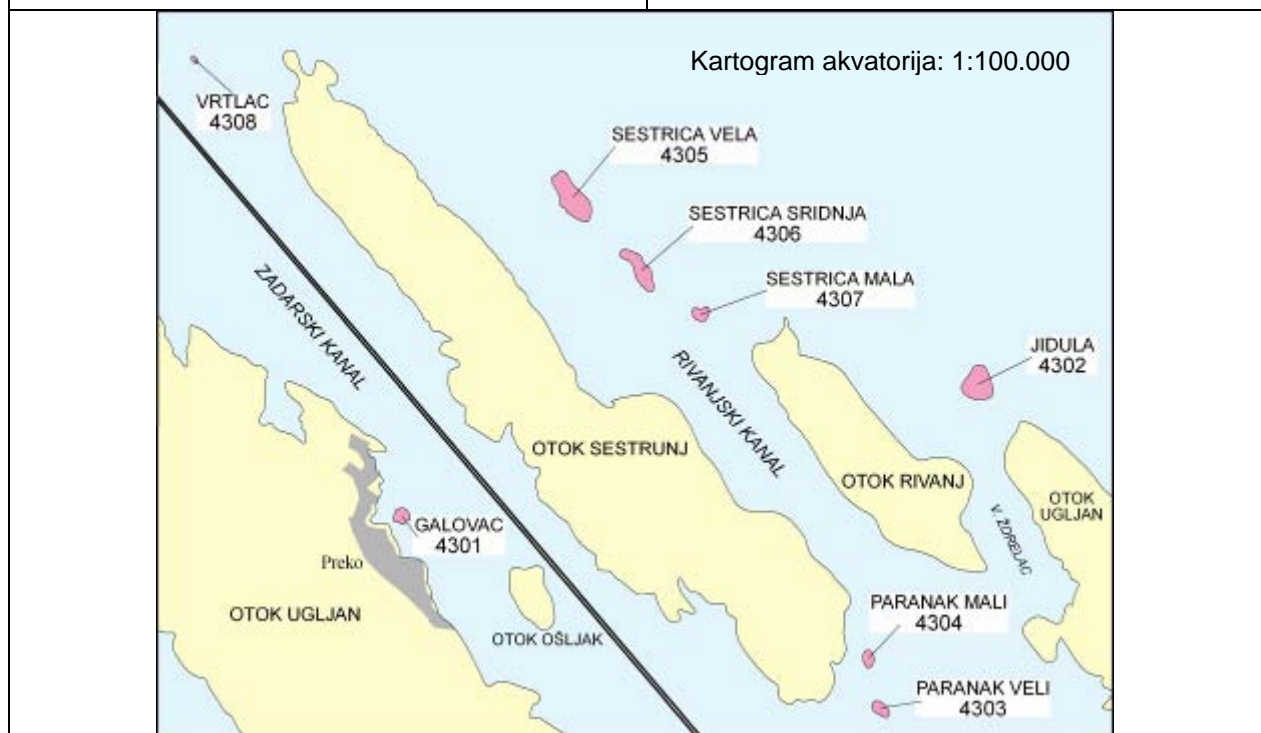 Kartogram akvatorija: 1:100.000
VRTLAC
4308
SESTRICA VELA
4305
SESTRICA SRIDNJA
4306
SESTRICA MALA
4307
JIDULA
4302
ZADARSKI KANAL
RIVANJSKI KANAL
OTOK SESTRUNJ
OTOK RIVANJ
OTOK
UGLJAN
V. ŽDRELAC
GALOVAC
4301
Preko
OTOK UGLJAN
OTOK OŠLJAK
PARANAK MALI
4304
PARANAK VELI
4303